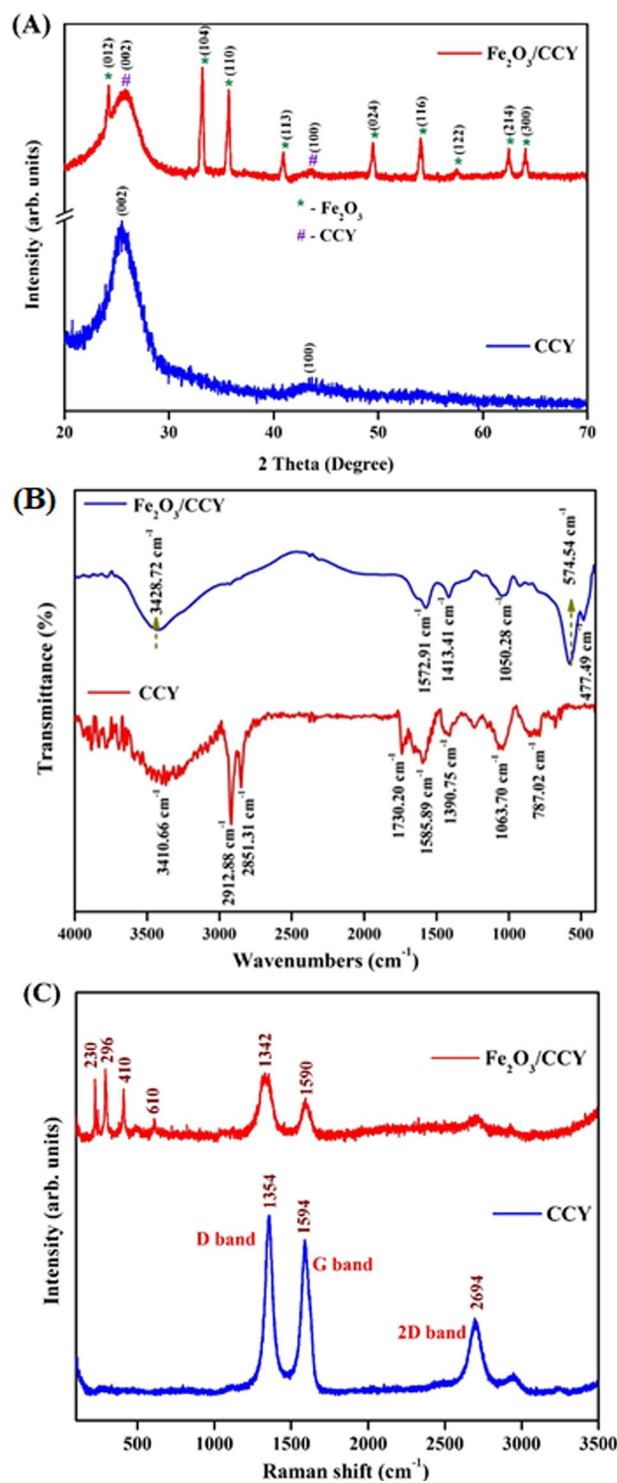 (A)
Intensity (arb. units)
*(012)
#(002)
*(104)
*(110)
*(113)
#(100)
*(024)
*(116)
*(122)
*(214)
*(300)
Fe₂O₃/CCY
* - Fe₂O₃
# - CCY
(002)
(100)
CCY
20 30 40 50 60 70
2 Theta (Degree)
(B)
Transmittance (%)
Fe₂O₃/CCY
3428.72 cm⁻¹
1572.91 cm⁻¹
1413.41 cm⁻¹
1050.28 cm⁻¹
574.54 cm⁻¹
477.49 cm⁻¹
CCY
3410.66 cm⁻¹
2912.88 cm⁻¹
2851.31 cm⁻¹
1730.20 cm⁻¹
1585.89 cm⁻¹
1390.75 cm⁻¹
1063.70 cm⁻¹
787.02 cm⁻¹
4000 3500 3000 2500 2000 1500 1000 500
Wavenumbers (cm⁻¹)
(C)
Intensity (arb. units)
230
296
410
610
1342
1590
Fe₂O₃/CCY
1354
1594
CCY
D band
G band
2694
2D band
500 1000 1500 2000 2500 3000 3500
Raman shift (cm⁻¹)